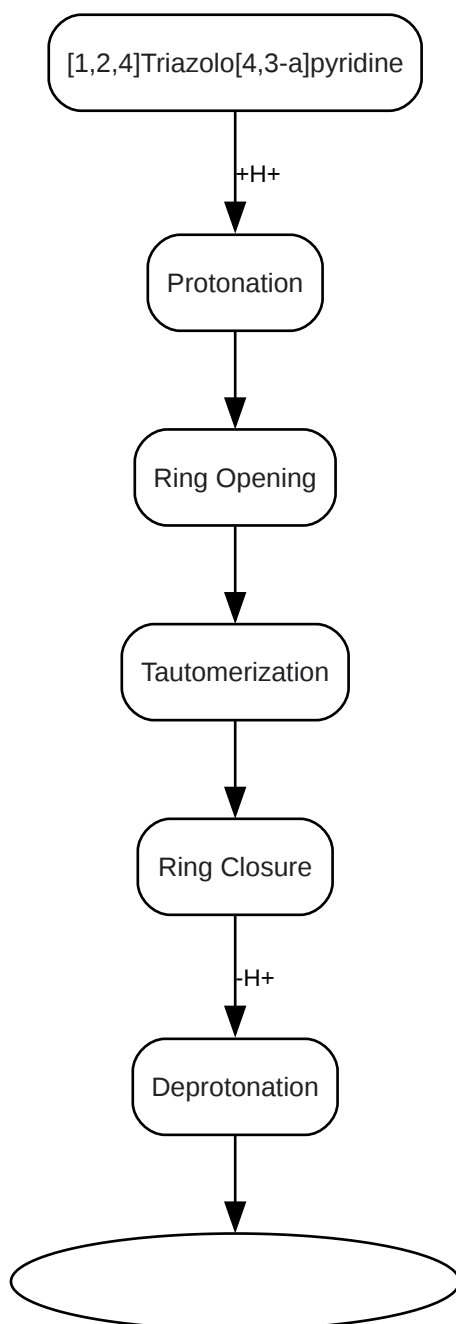 [1,2,4]Triazolo[4,3-a]pyridine
+H+
Protonation
Ring Opening
Tautomerization
Ring Closure
-H+
Deprotonation